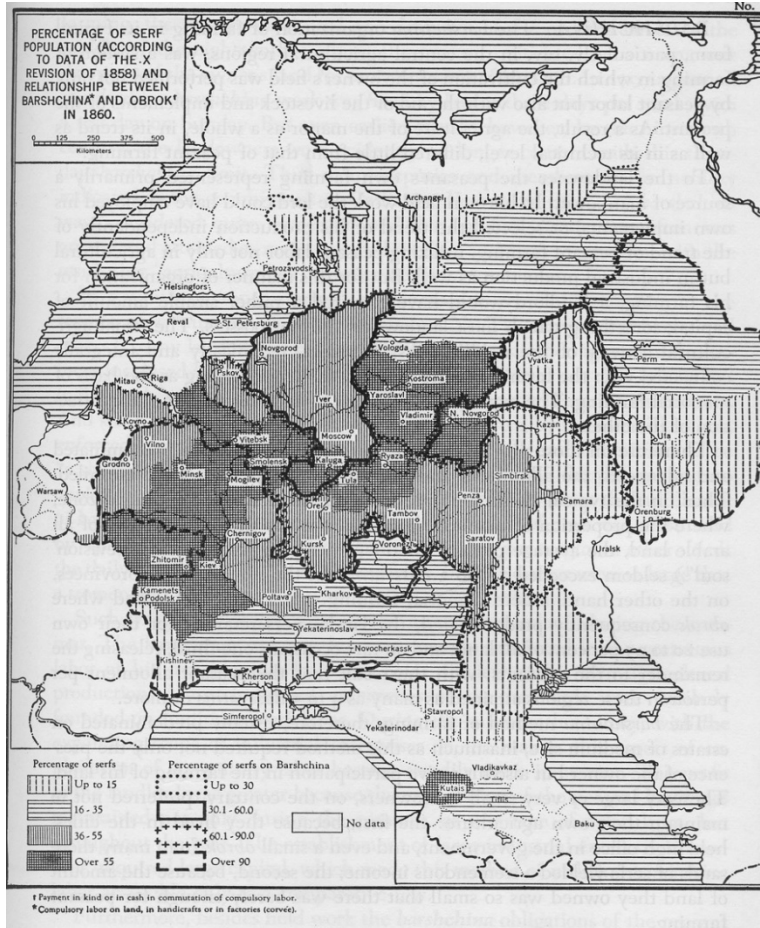 No.
PERCENTAGE OF SERF
POPULATION (ACCORDING
TO DATA OF THE X
REVISION OF 1858) AND
RELATIONSHIP BETWEEN
BARSHCHINA* AND OBROK†
IN 1860.
0 125 250
Kilometers
Archangel
Petrozavodsk
Helsingfors
Reval
St. Petersburg
Novgorod
Vologda
Vyatka
Perm
Pskov
Kostroma
Mitau
Riga
Yaroslavl
Tver
Vladimir
N. Novgorod
Kovno
Vilno
Vitebsk
Moscow
Kazan
Ufa
Grodno
Smolensk
Kaluga
Ryazan
Minsk
Mogilev
Tula
Simbirsk
Warsaw
Orel
Penza
Samara
Tambov
Orenburg
Chernigov
Kursk
Voronezh
Saratov
Uralsk
Zhitomir
Kiev
Kamenets
Podolsk
Poltava
Kharkov
Yekaterinoslav
Novocherkassk
Kishinev
Kherson
Astrakhan
Simferopol
Stavropol
Yekaterinodar
Vladikavkaz
Kutais
Tiflis
Baku
Percentage of serfs
Up to 15
16-35
36-55
Over 55
Percentage of serfs on Barshchina
Up to 30
30.1-70.0
70.1-90.0
Over 90
No data
† Payment in kind or in cash in commutation of compulsory labor.
* Compulsory labor on land, in handicrafts or in factories (corvée).